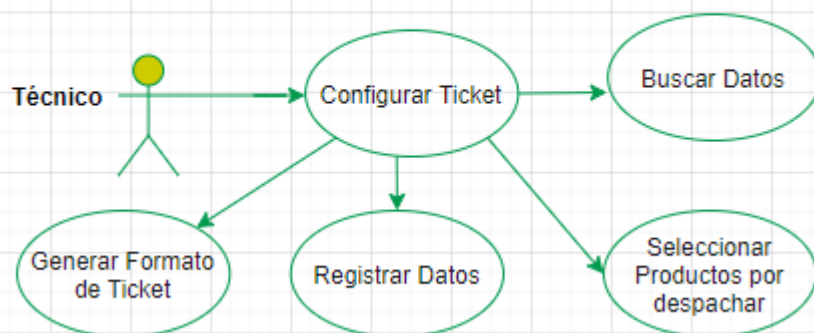 Técnico
Configurar Ticket
Buscar Datos
Generar Formato
de Ticket
Registrar Datos
Seleccionar
Productos por
despachar